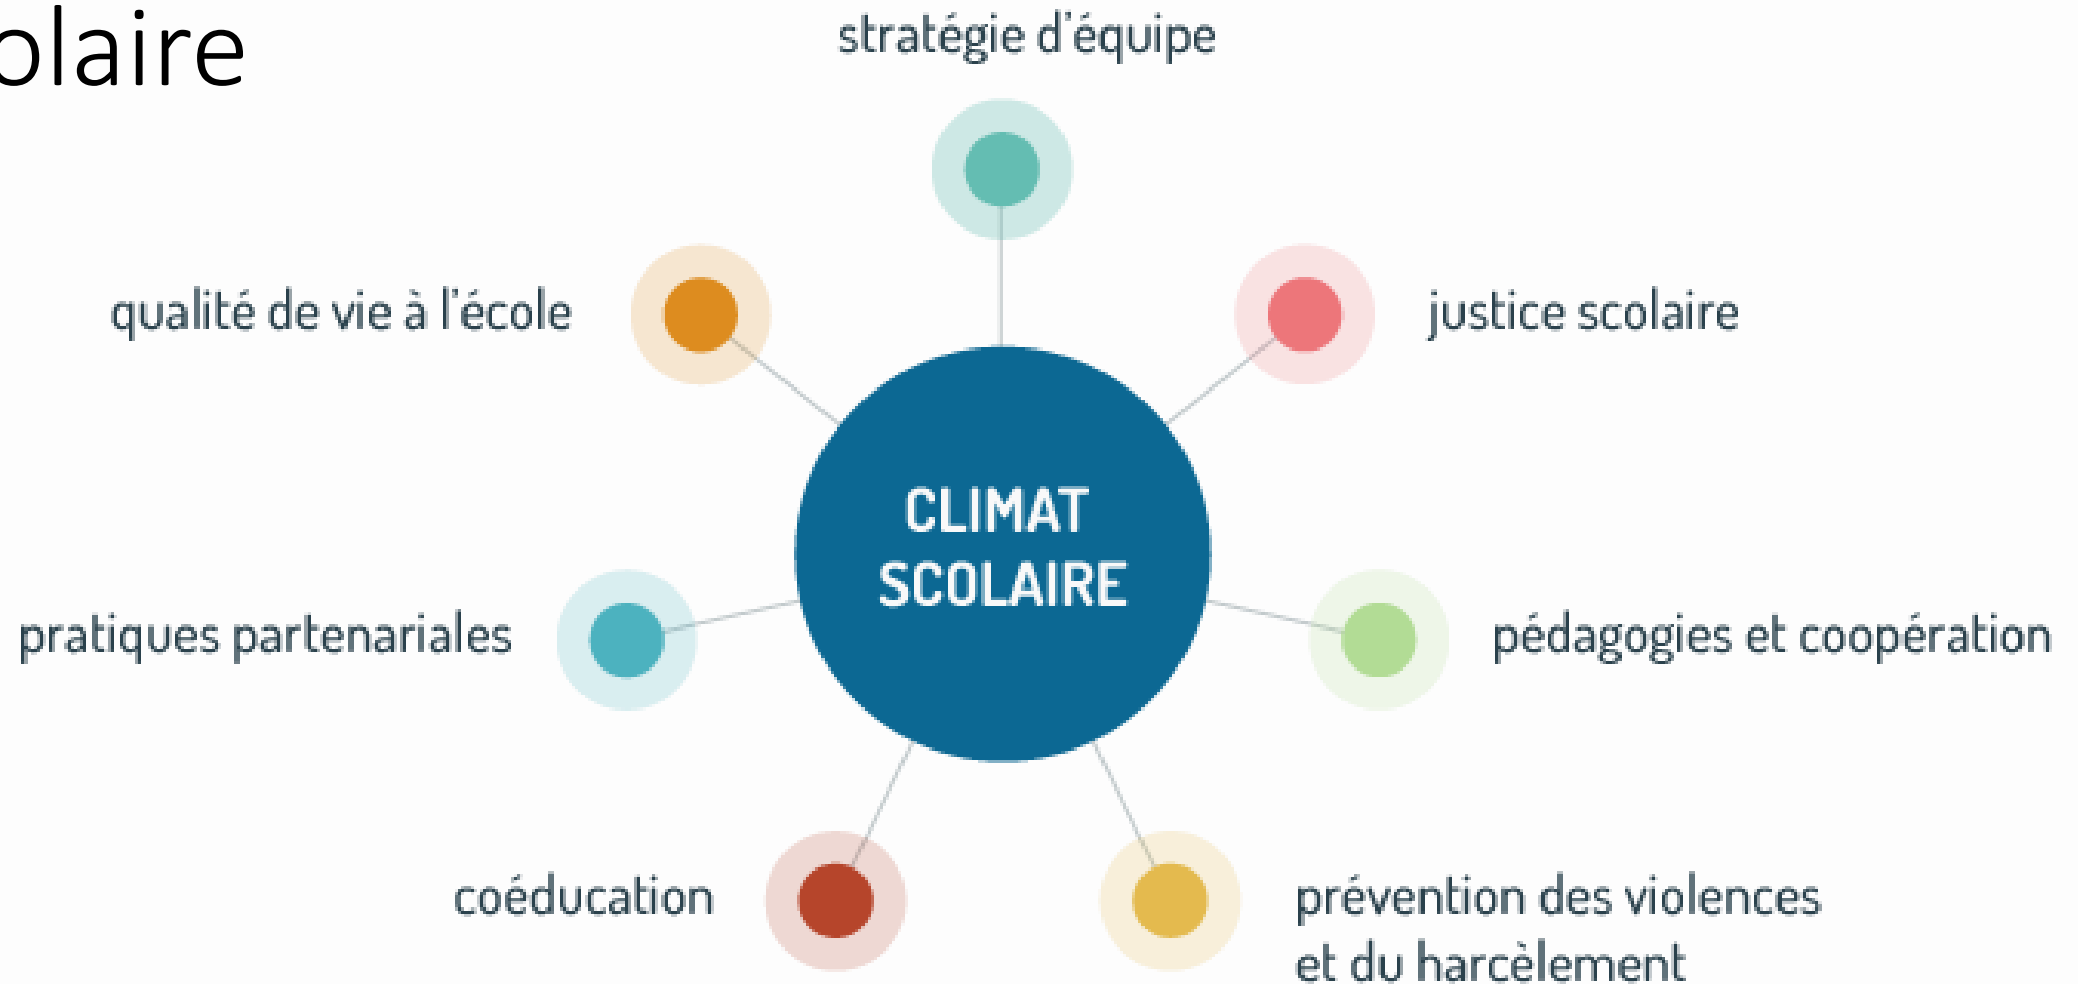 olaire
stratégie d'équipe
qualité de vie à l'école
justice scolaire
CLIMAT
SCOLAIRE
pratiques partenariales
pédagogies et coopération
coéducation
prévention des violences
et du harcèlement